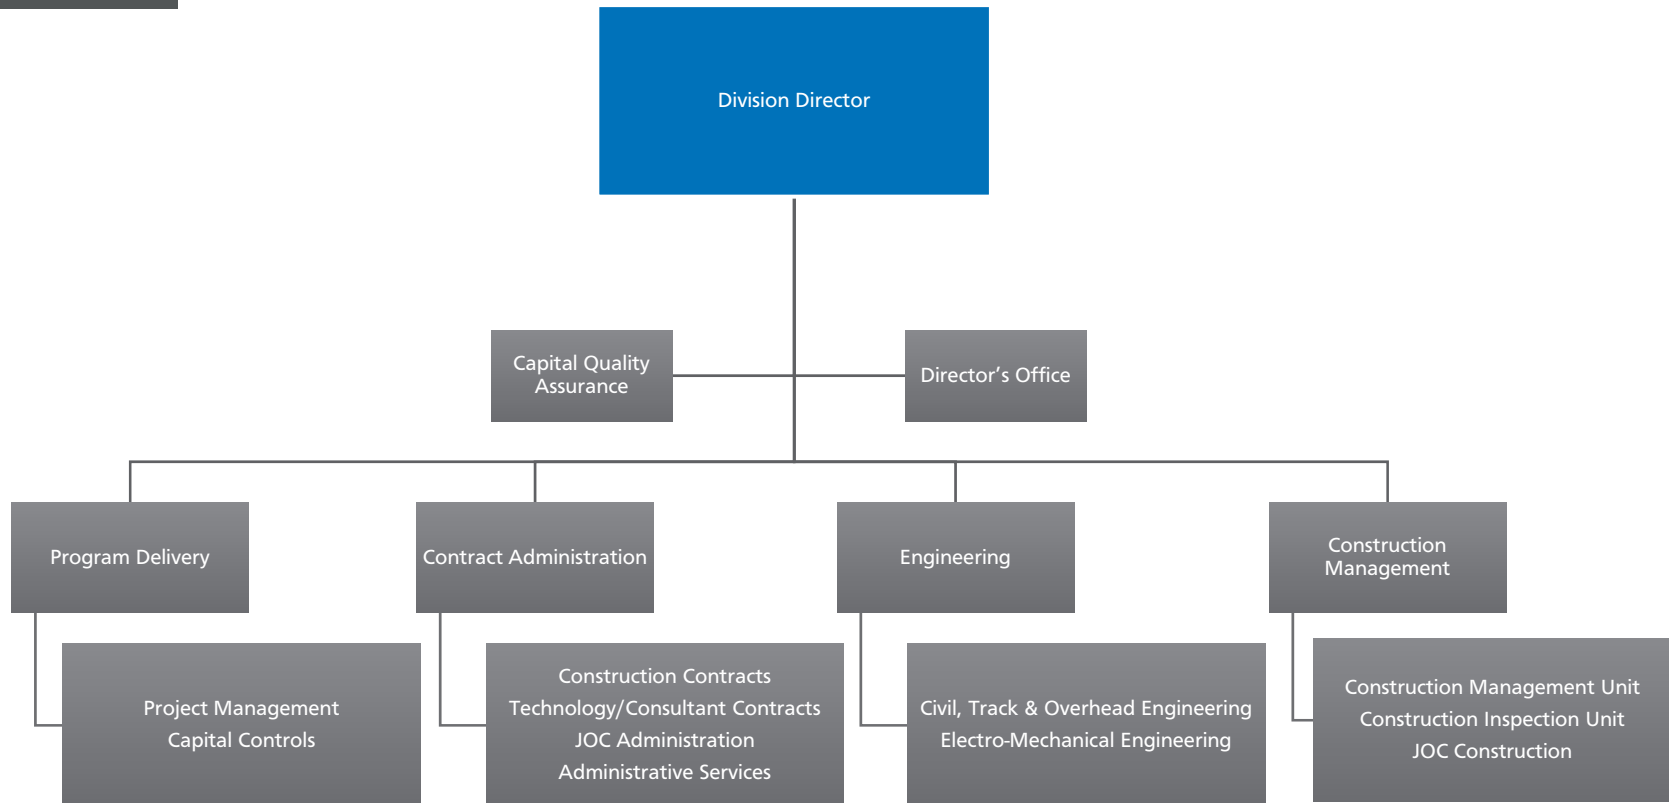 Division Director
Capital Quality
Assurance
Director’s Office
Program Delivery
Contract Administration
Engineering
Construction
Management
Project Management
Capital Controls
Construction Contracts
Technology/Consultant Contracts
JOC Administration
Administrative Services
Civil, Track & Overhead Engineering
Electro-Mechanical Engineering
Construction Management Unit
Construction Inspection Unit
JOC Construction